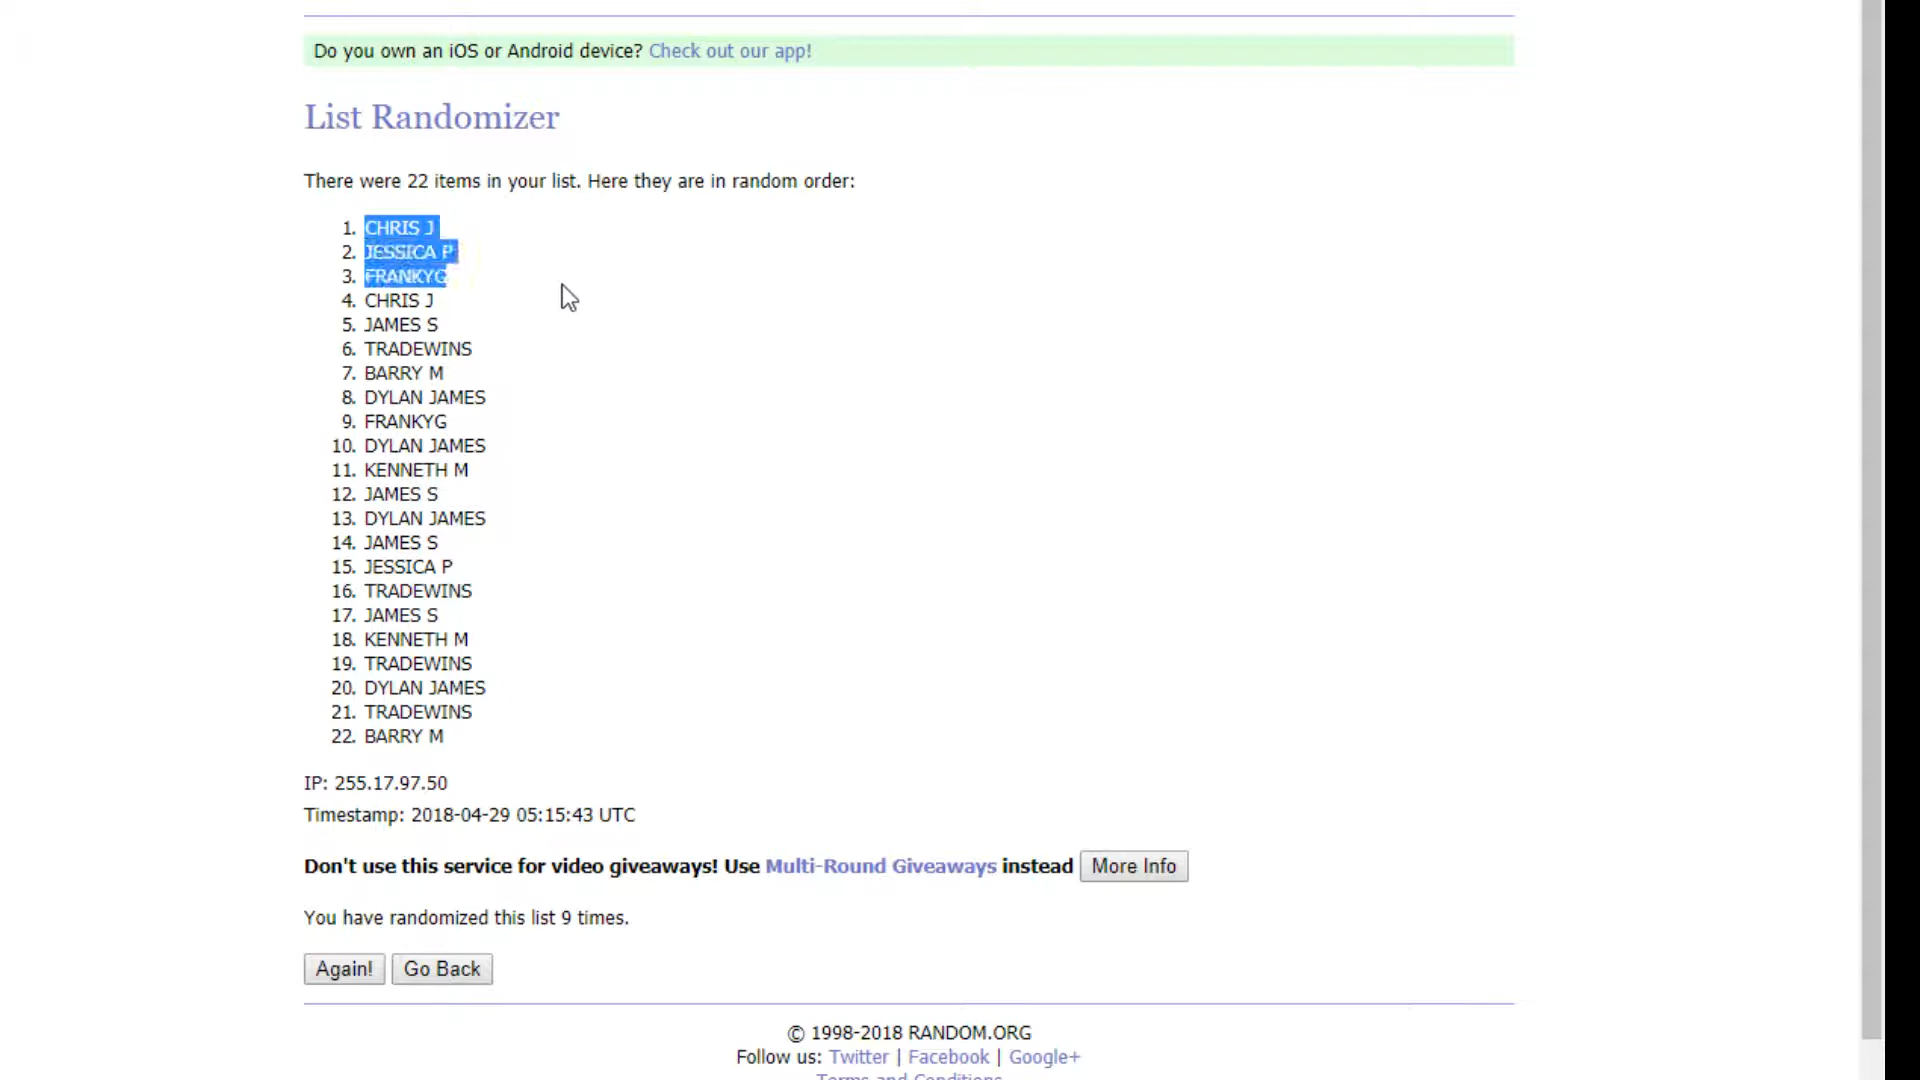 Do you own an iOS or Android device? Check out our app!
List Randomizer
There were 22 items in your list. Here they are in random order:
1. CHRIS J
2. JESSICA P
3. FRANKYG
4. CHRIS J
5. JAMES S
6. TRADEWINS
7. BARRY M
8. DYLAN JAMES
9. FRANKYG
10. DYLAN JAMES
11. KENNETH M
12. JAMES S
13. DYLAN JAMES
14. JAMES S
15. JESSICA P
16. TRADEWINS
17. JAMES S
18. KENNETH M
19. TRADEWINS
20. DYLAN JAMES
21. TRADEWINS
22. BARRY M
IP: 255.17.97.50
Timestamp: 2018-04-29 05:15:43 UTC
Don't use this service for video giveaways! Use Multi-Round Giveaways instead More Info
You have randomized this list 9 times.
Again! Go Back
© 1998-2018 RANDOM.ORG
Follow us: Twitter | Facebook | Google+
Terms and Conditions